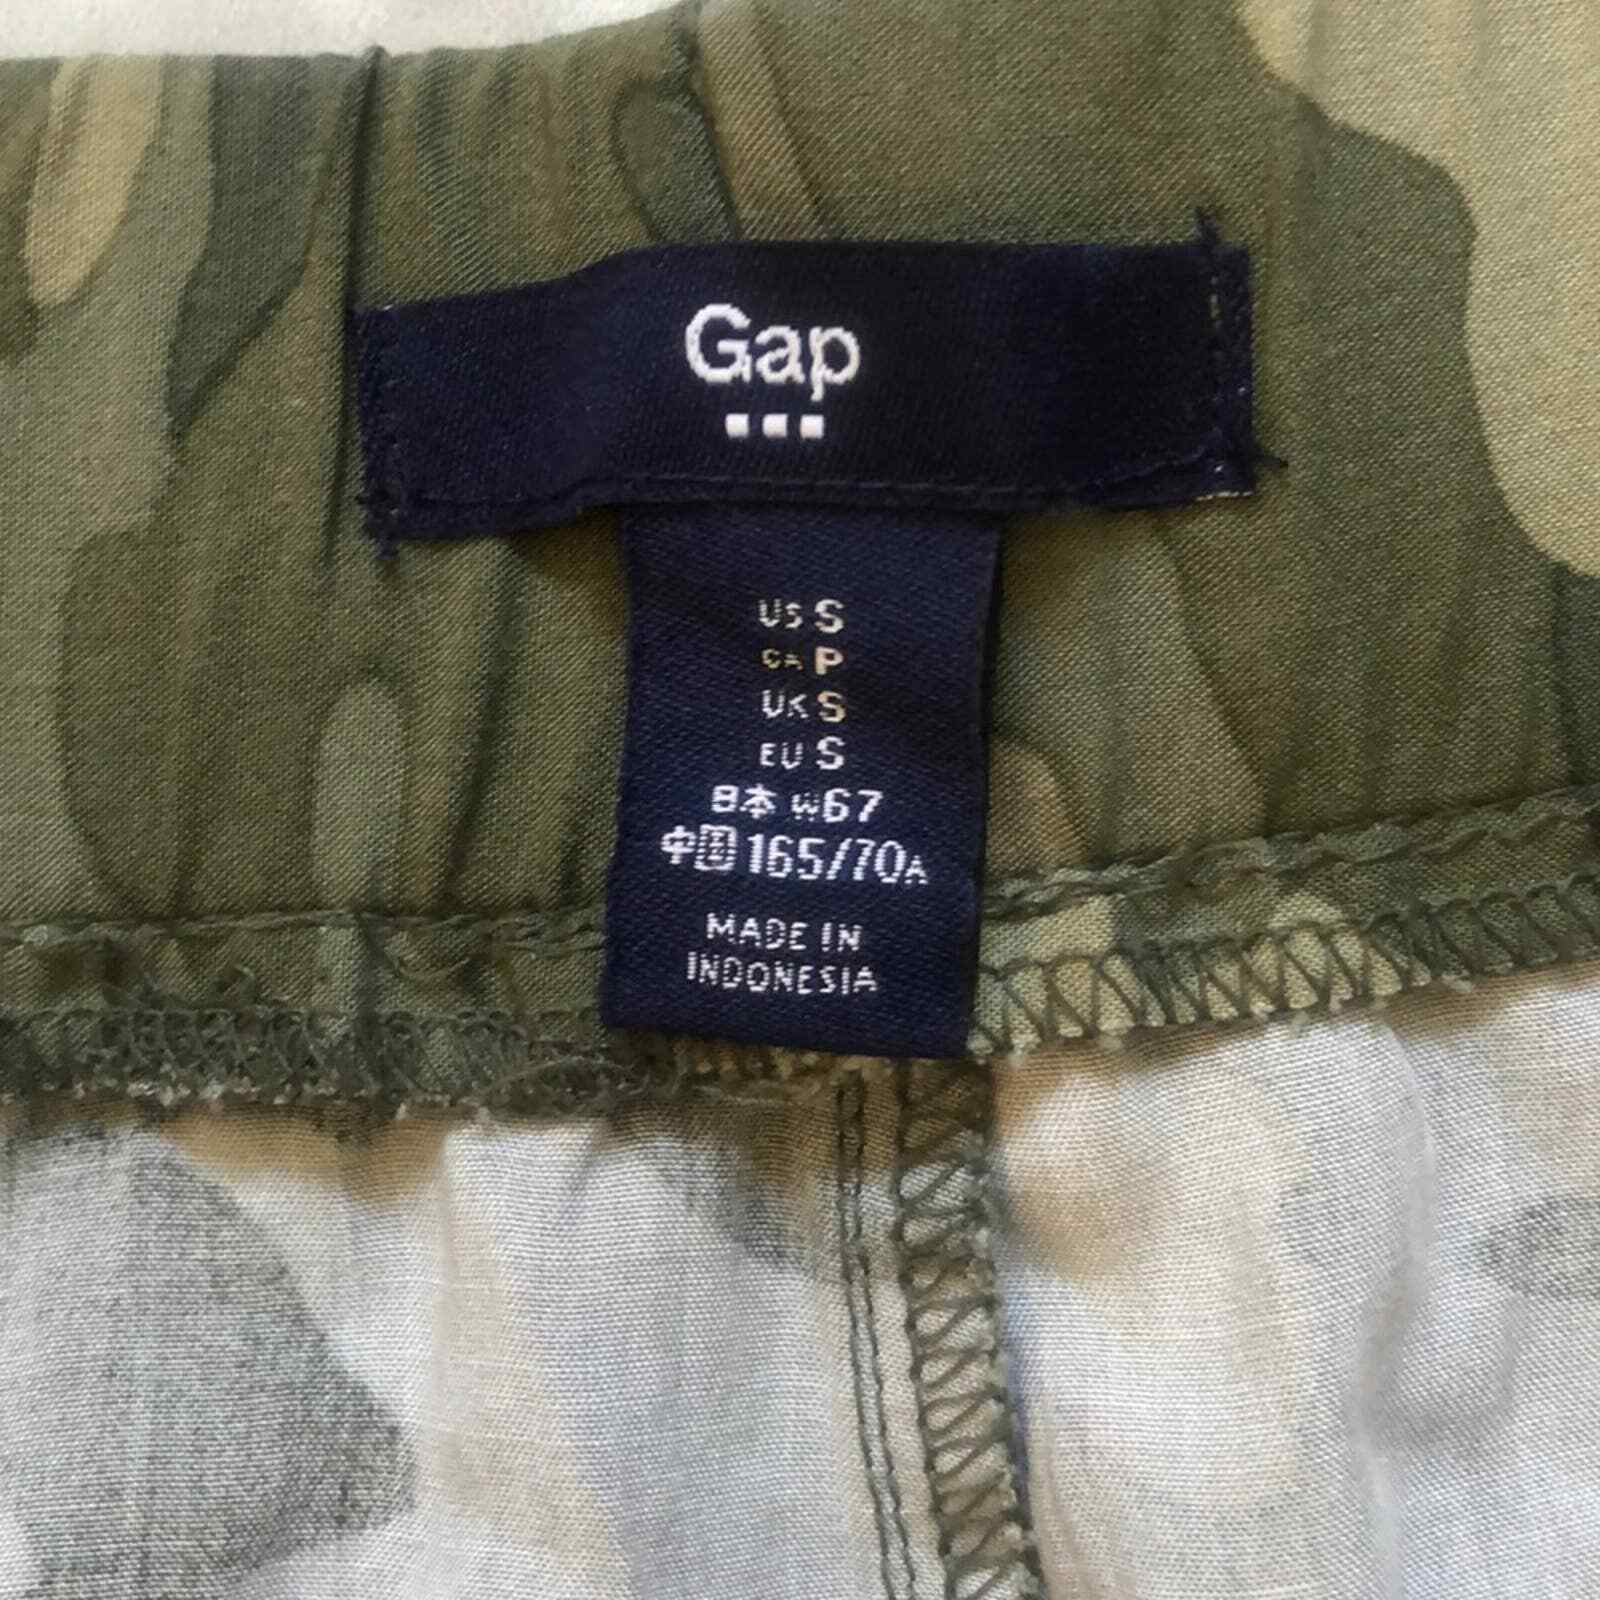 Gap
US S
CA P
UK S
EU S
日本 W67
中国 165/70A
MADE IN
INDONESIA